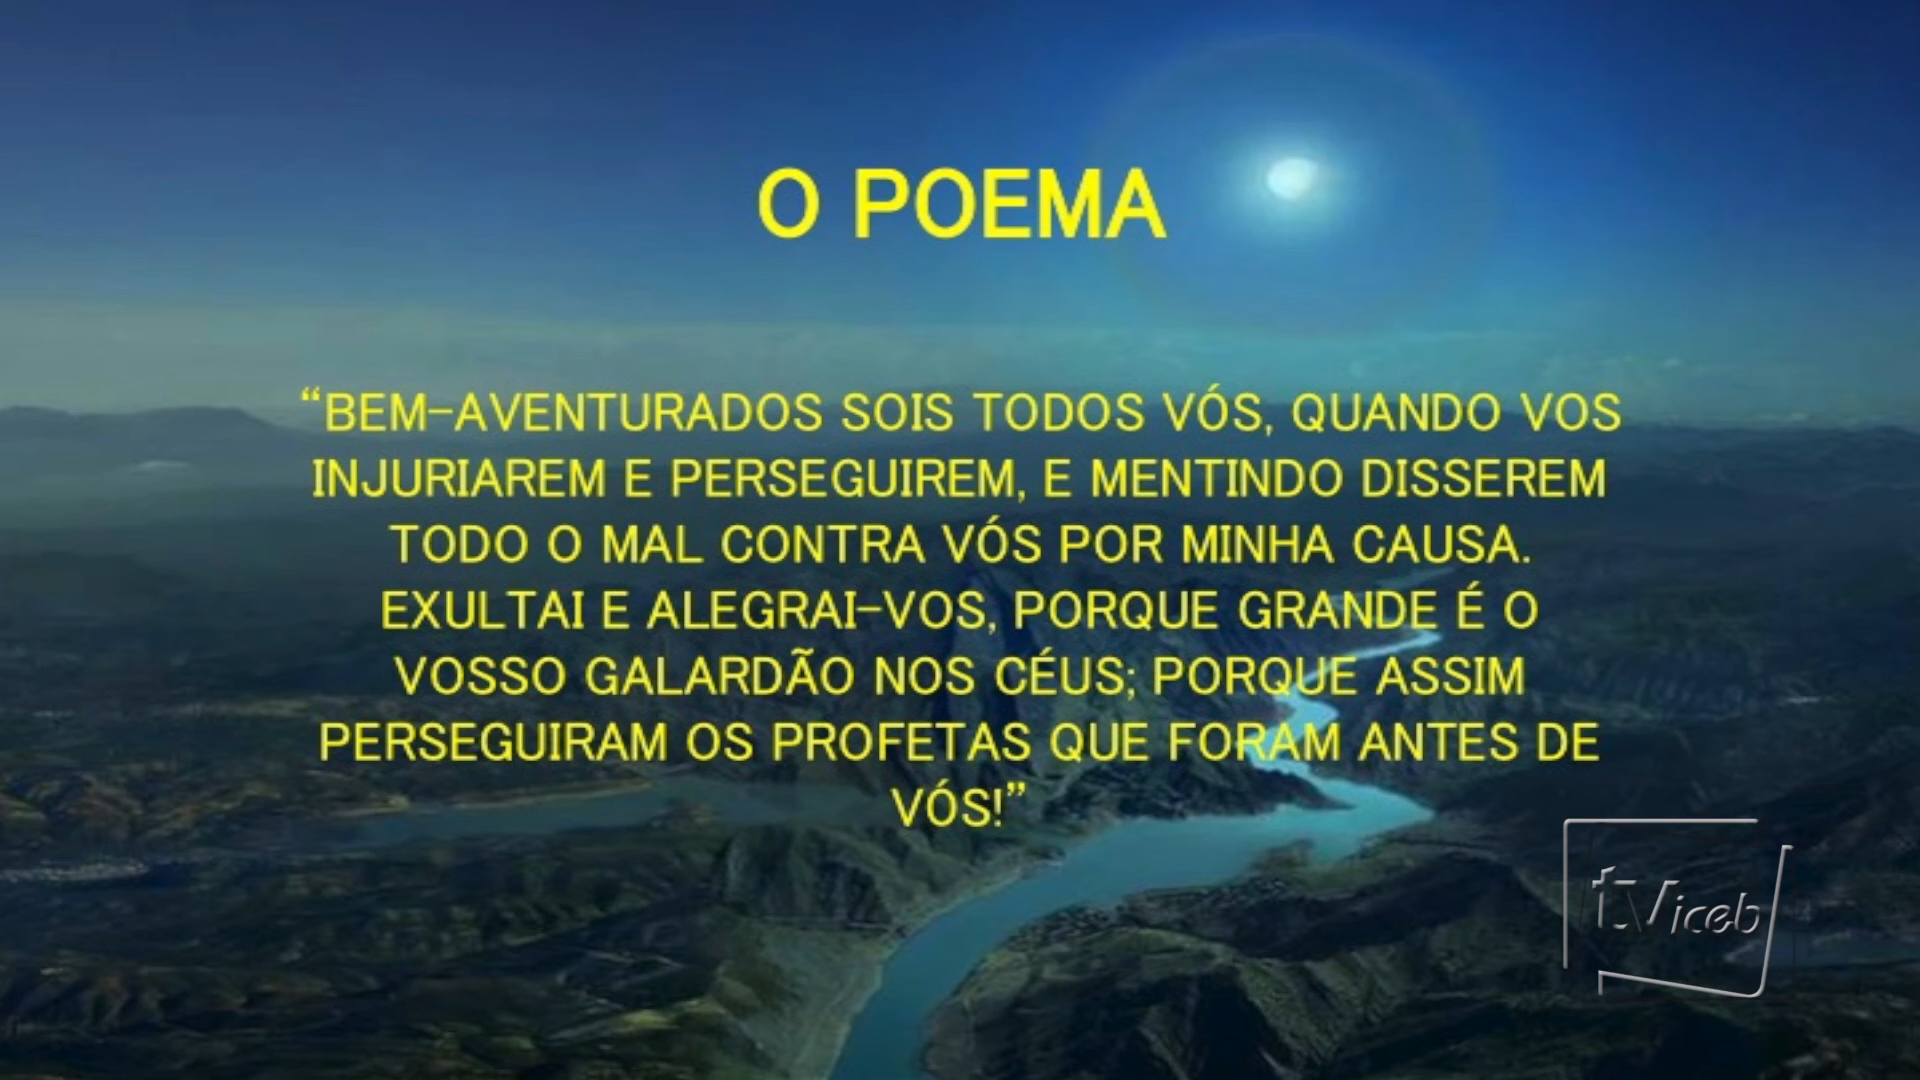 O POEMA
“BEM-AVENTURADOS SOIS TODOS VÓS, QUANDO VOS
INJURIAREM E PERSEGUIREM, E MENTINDO DISSEREM
TODO O MAL CONTRA VÓS POR MINHA CAUSA.
EXULTAI E ALEGRAI-VOS, PORQUE GRANDE É O
VOSSO GALARDÃO NOS CÉUS; PORQUE ASSIM
PERSEGUIRAM OS PROFETAS QUE FORAM ANTES DE
VÓS!”
tviceb